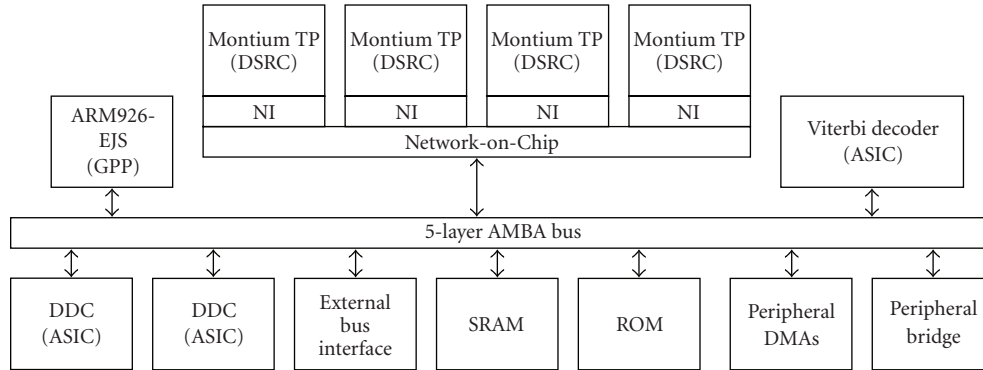 Montium TP
(DSRC)
Montium TP
(DSRC)
Montium TP
(DSRC)
Montium TP
(DSRC)
NI
NI
NI
NI
Network-on-Chip
ARM926-
EJS
(GPP)
Viterbi decoder
(ASIC)
5-layer AMBA bus
DDC
(ASIC)
DDC
(ASIC)
External
bus
interface
SRAM
ROM
Peripheral
DMAs
Peripheral
bridge